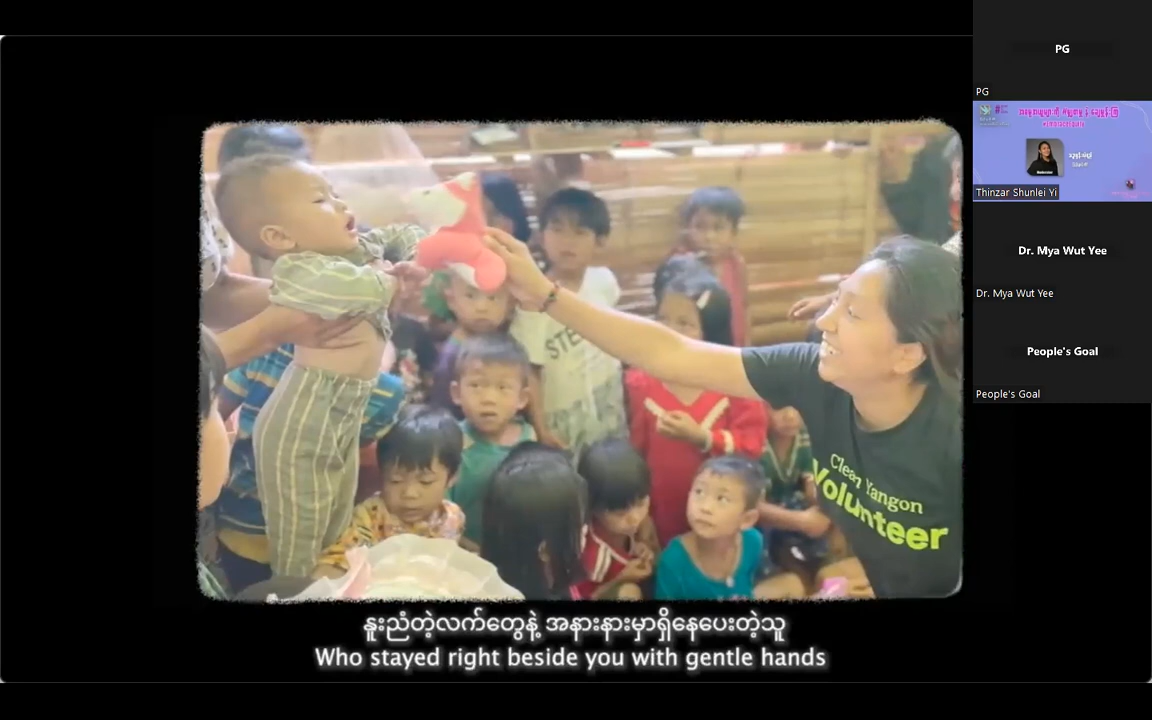 STE
Clean Yangon
Volunteer
နူးညံတဲ့လက်တွေနဲ့ အနားနားမှာရှိနေပေးတဲ့သူ
Who stayed right beside you with gentle hands
PG
PG
Moderator
Thinzar Shunlei Yi
Dr. Mya Wut Yee
Dr. Mya Wut Yee
People's Goal
People's Goal